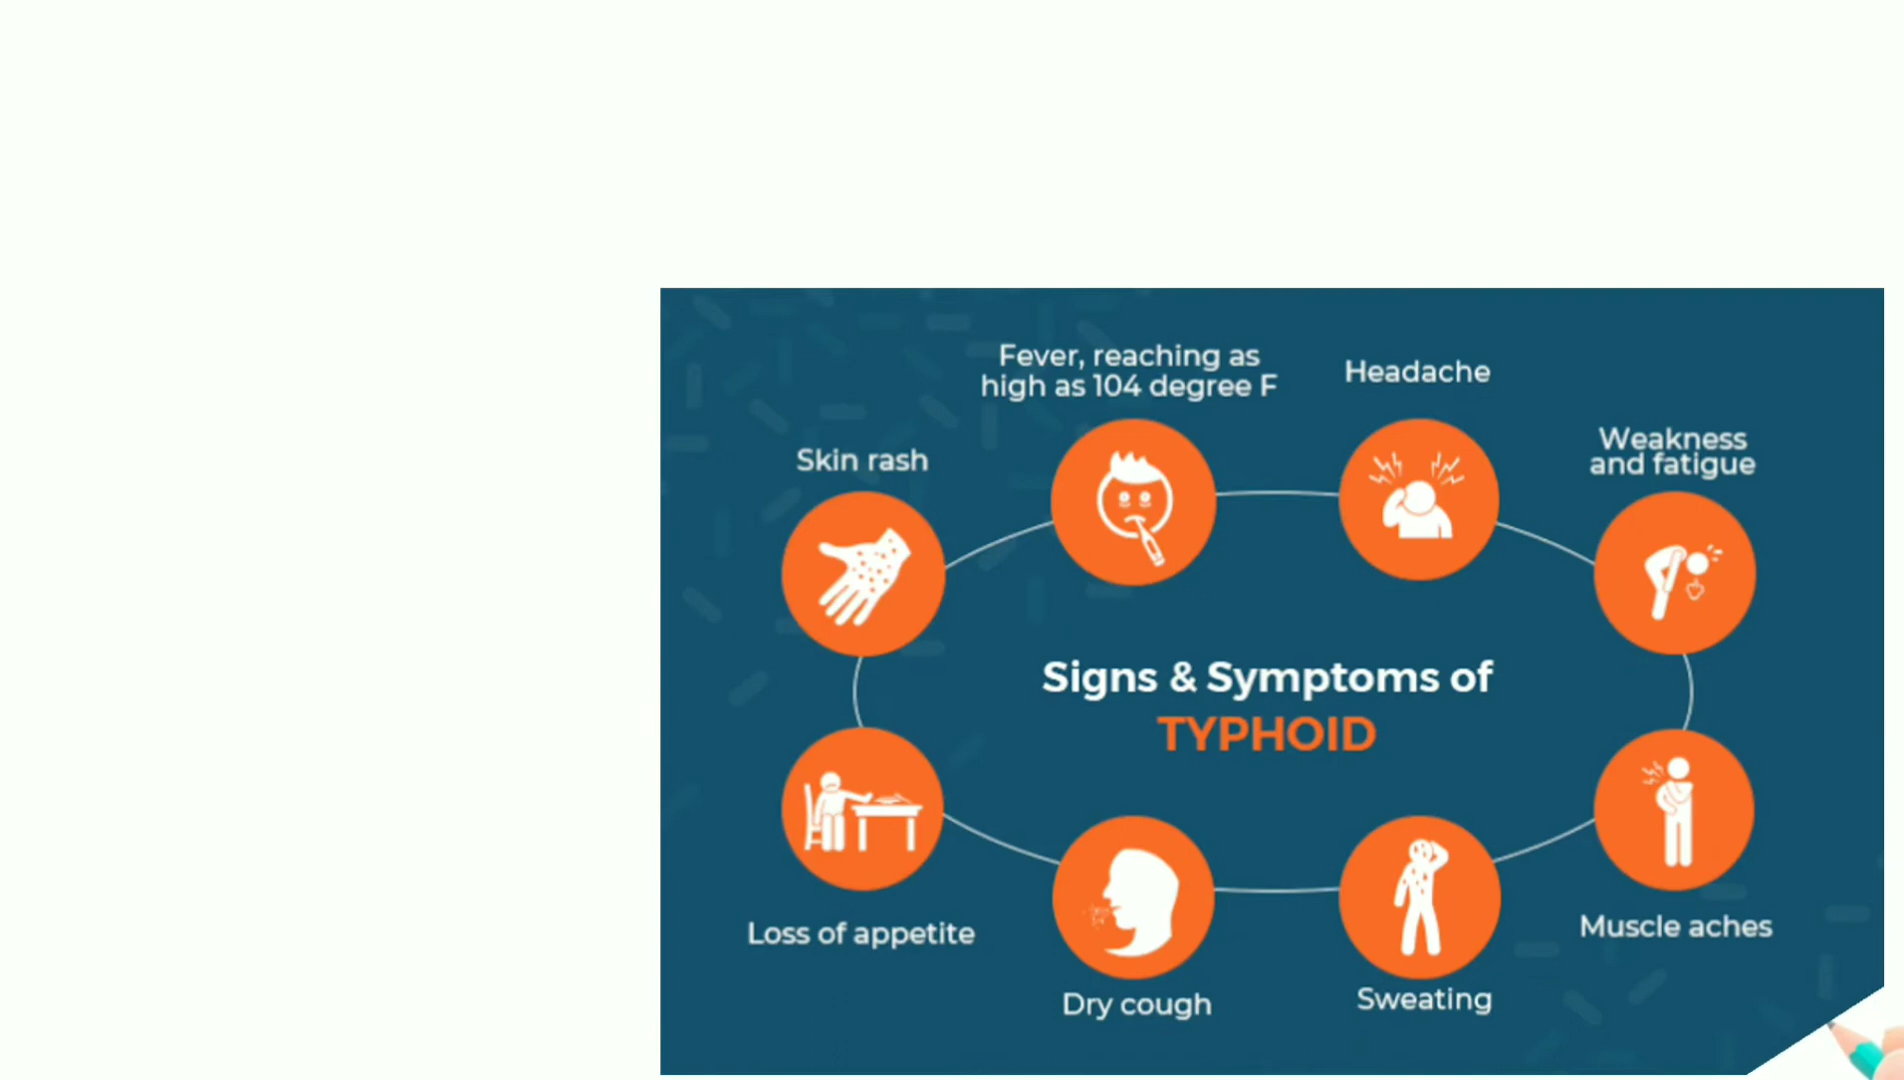 Fever, reaching as
high as 104 degree F
Headache
Weakness
and fatigue
Skin rash
Signs & Symptoms of
TYPHOID
Loss of appetite
Muscle aches
Dry cough
Sweating